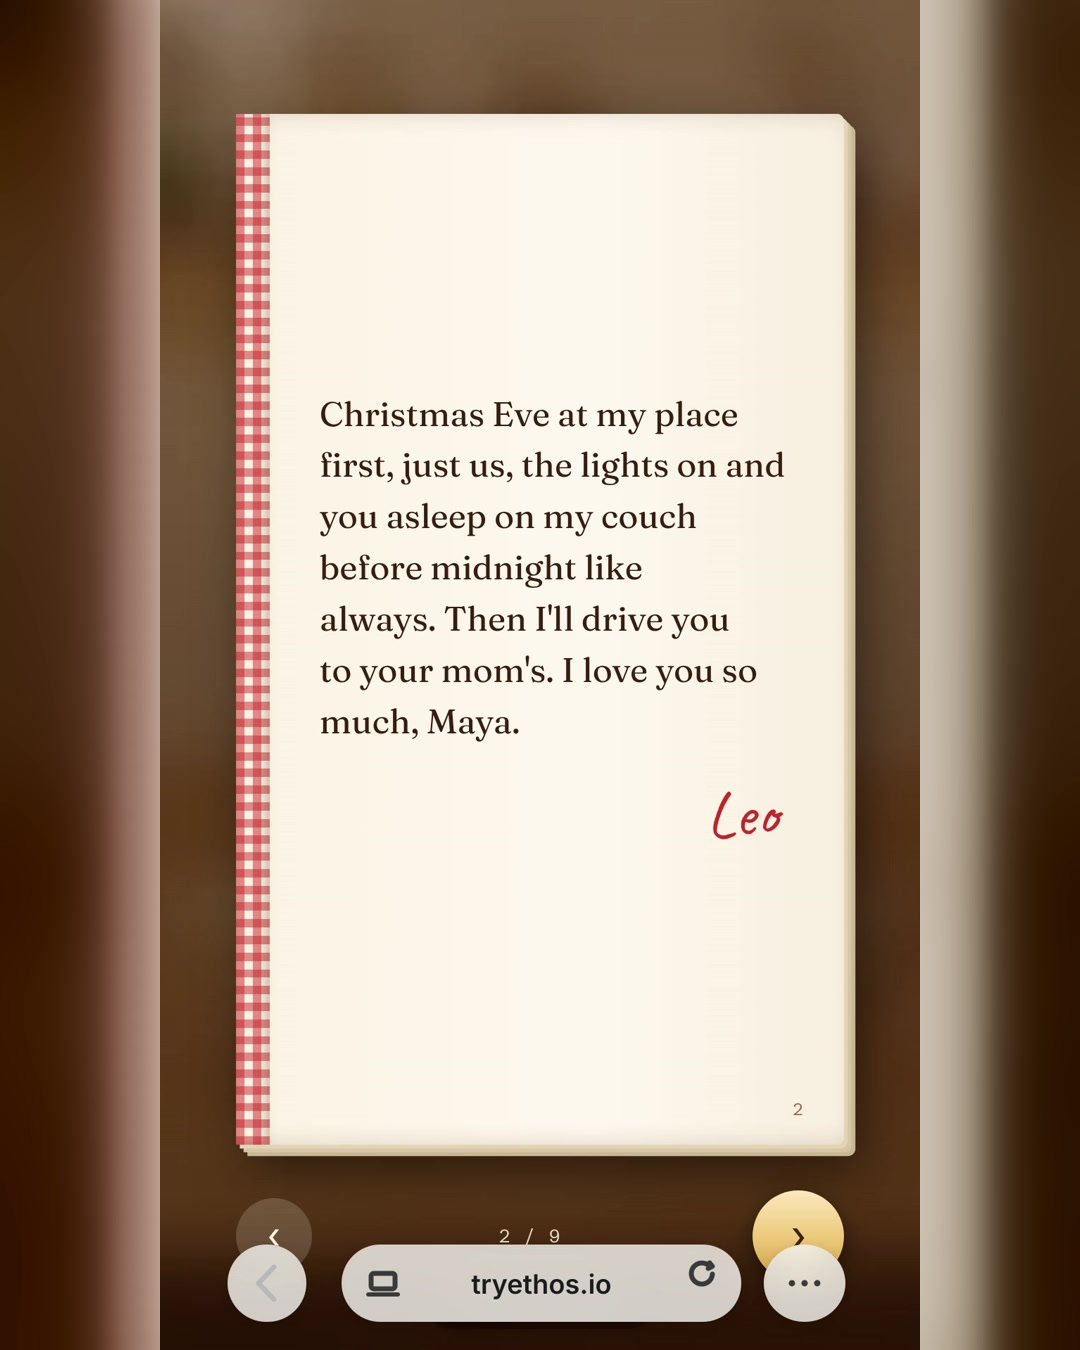 Christmas Eve at my place
first, just us, the lights on and
you asleep on my couch
before midnight like
always. Then I'll drive you
to your mom's. I love you so
much, Maya.
Leo
2
2 / 9
tryethos.io